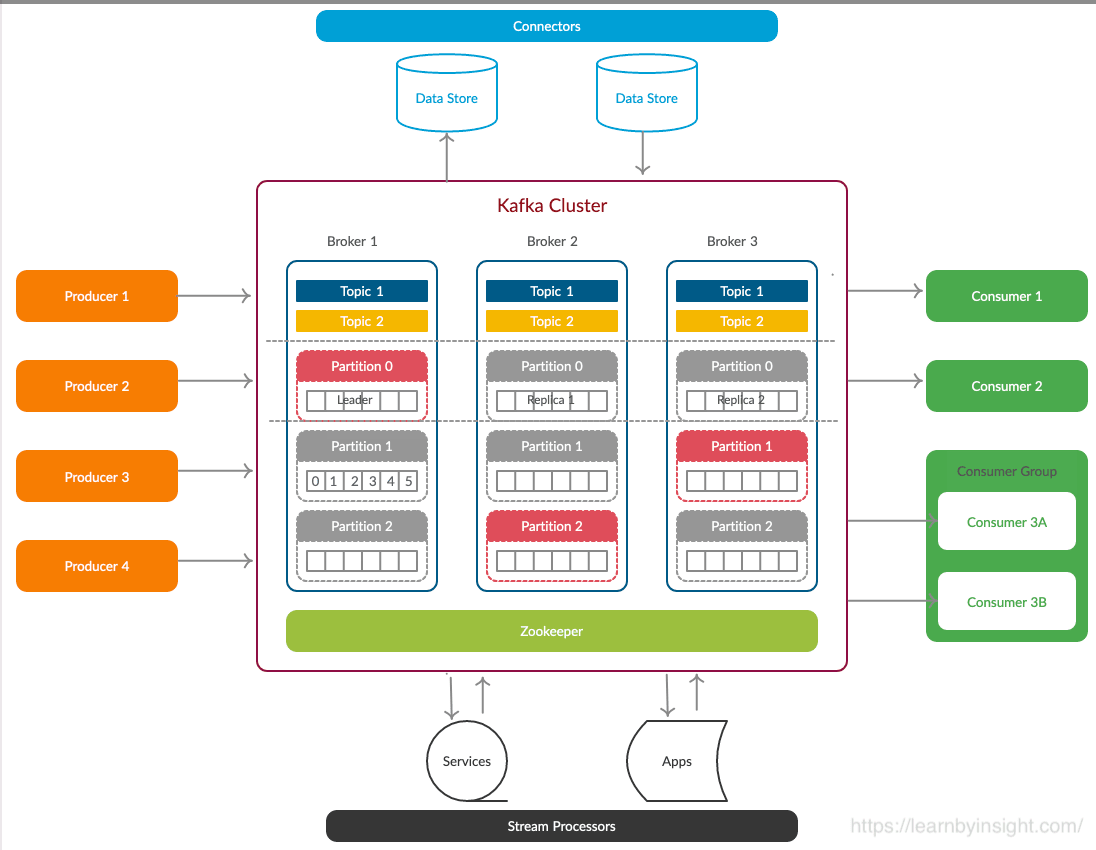 Connectors
Data Store
Data Store
Kafka Cluster
Broker 1
Broker 2
Broker 3
Topic 1
Topic 1
Topic 1
Topic 2
Topic 2
Topic 2
Producer 1
Producer 2
Producer 3
Producer 4
Partition 0
Partition 0
Partition 0
Leader
Replica 1
Replica 2
Partition 1
Partition 1
Partition 1
0 1 2 3 4 5
Partition 2
Partition 2
Partition 2
Zookeeper
Consumer 1
Consumer 2
Consumer Group
Consumer 3A
Consumer 3B
Services
Apps
Stream Processors
https://learnbyinsight.com/